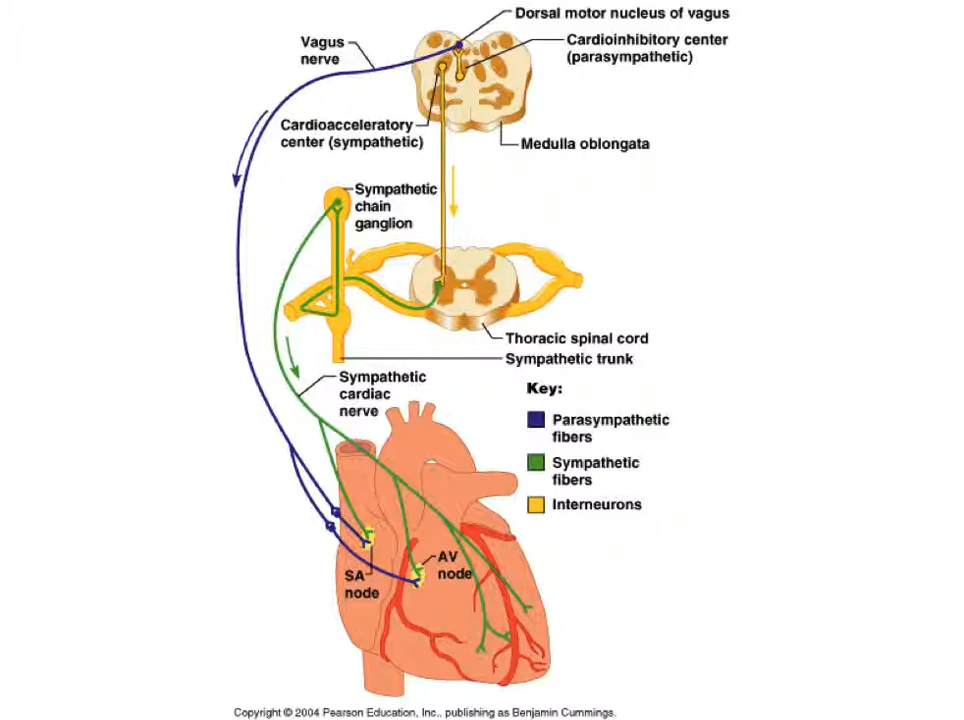 Dorsal motor nucleus of vagus
Vagus
nerve
Cardioinhibitory center
(parasympathetic)
Cardioacceleratory
center (sympathetic)
Medulla oblongata
Sympathetic
chain
ganglion
Thoracic spinal cord
Sympathetic trunk
Sympathetic
cardiac
nerve
Key:
Parasympathetic
fibers
Sympathetic
fibers
Interneurons
AV
node
SA
node
Copyright © 2004 Pearson Education, Inc., publishing as Benjamin Cummings.